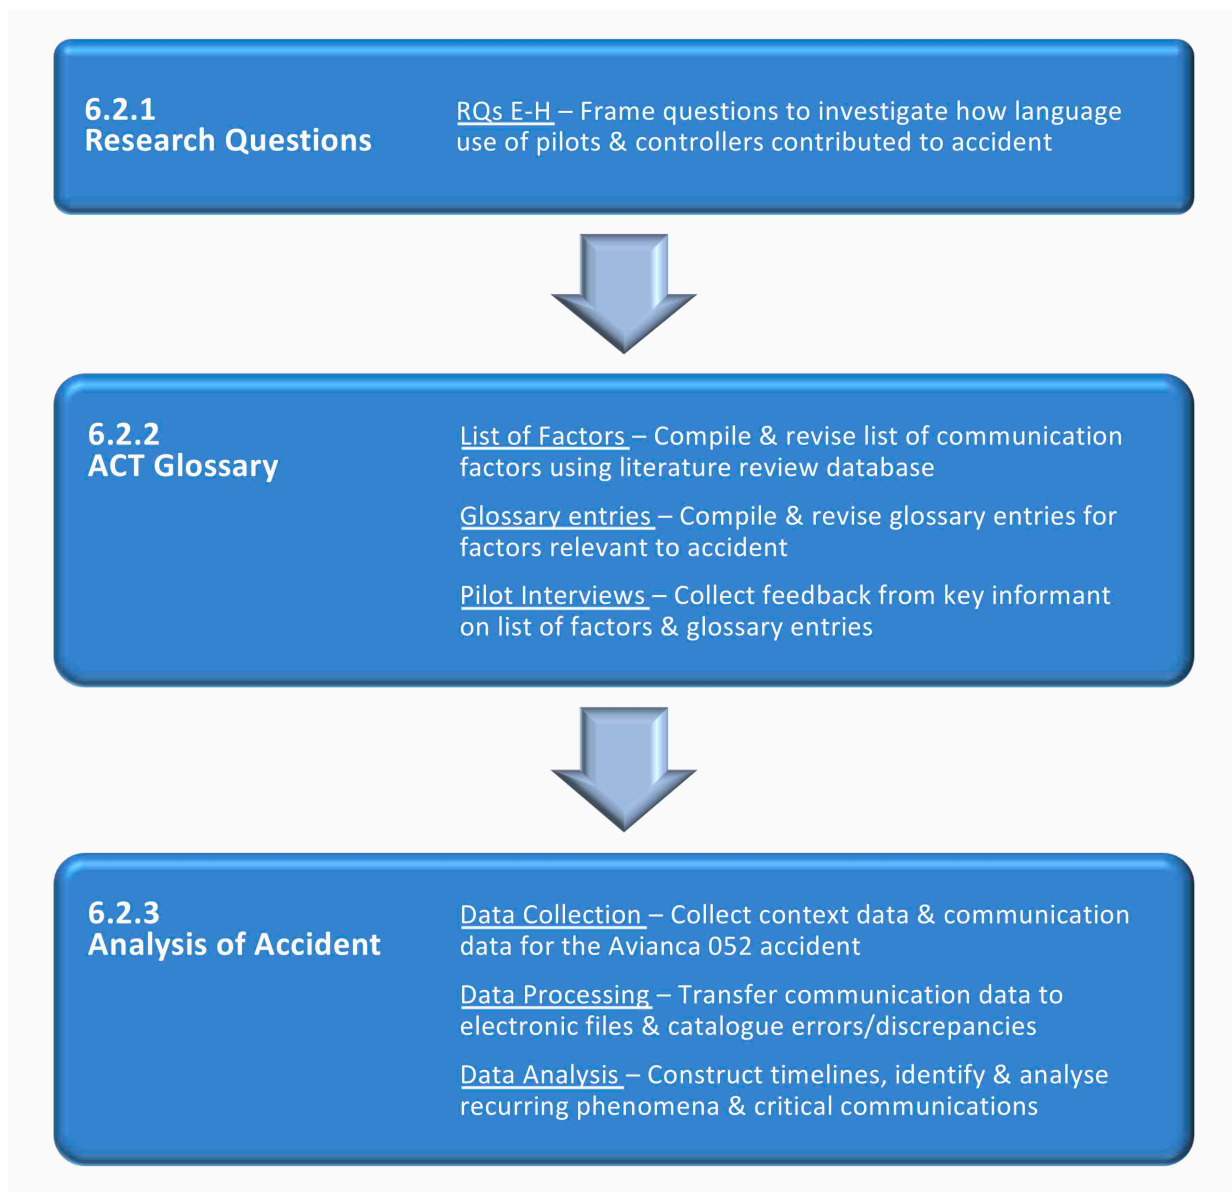 6.2.1
Research Questions
RQs E-H – Frame questions to investigate how language
use of pilots & controllers contributed to accident
6.2.2
ACT Glossary
List of Factors – Compile & revise list of communication
factors using literature review database
Glossary entries – Compile & revise glossary entries for
factors relevant to accident
Pilot Interviews – Collect feedback from key informant
on list of factors & glossary entries
6.2.3
Analysis of Accident
Data Collection – Collect context data & communication
data for the Avianca 052 accident
Data Processing – Transfer communication data to
electronic files & catalogue errors/discrepancies
Data Analysis – Construct timelines, identify & analyse
recurring phenomena & critical communications